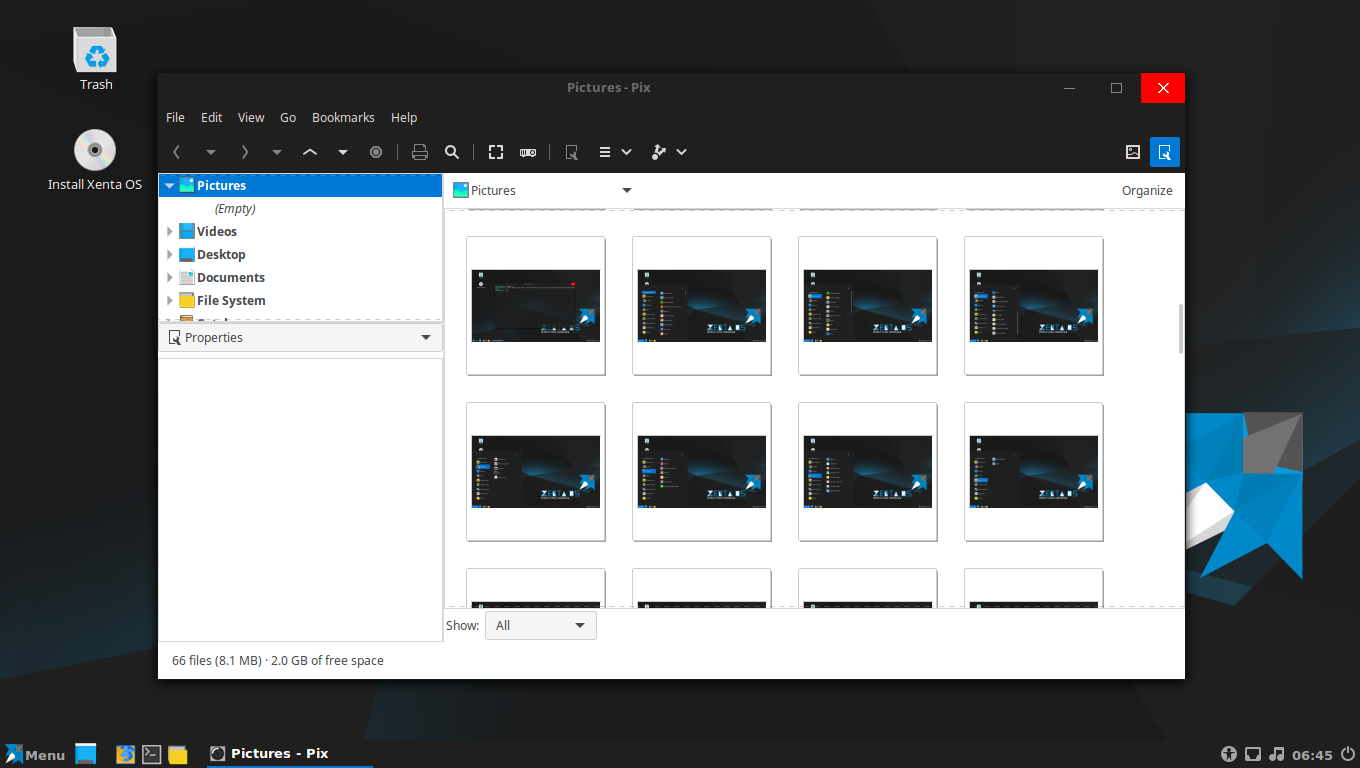 Trash
Install Xenta OS
Pictures - Pix
File Edit View Go Bookmarks Help
Pictures
(Empty)
Videos
Desktop
Documents
File System
Properties
Pictures
Organize
Show: All
66 files (8.1 MB) · 2.0 GB of free space
Menu
Pictures - Pix
06:45